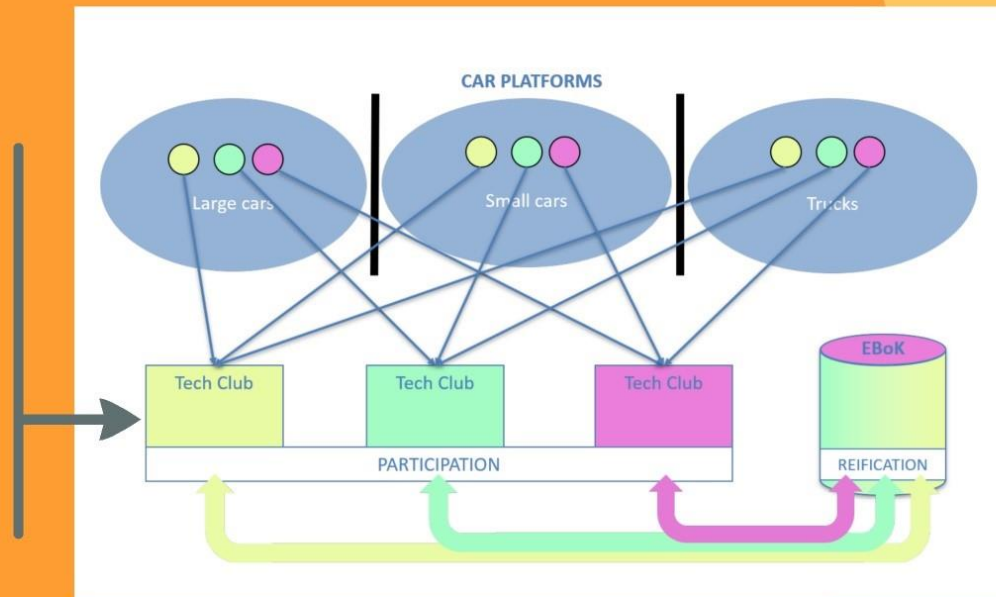 CAR PLATFORMS
Large cars
Small cars
Trucks
Tech Club
Tech Club
Tech Club
EBoK
PARTICIPATION
REIFICATION